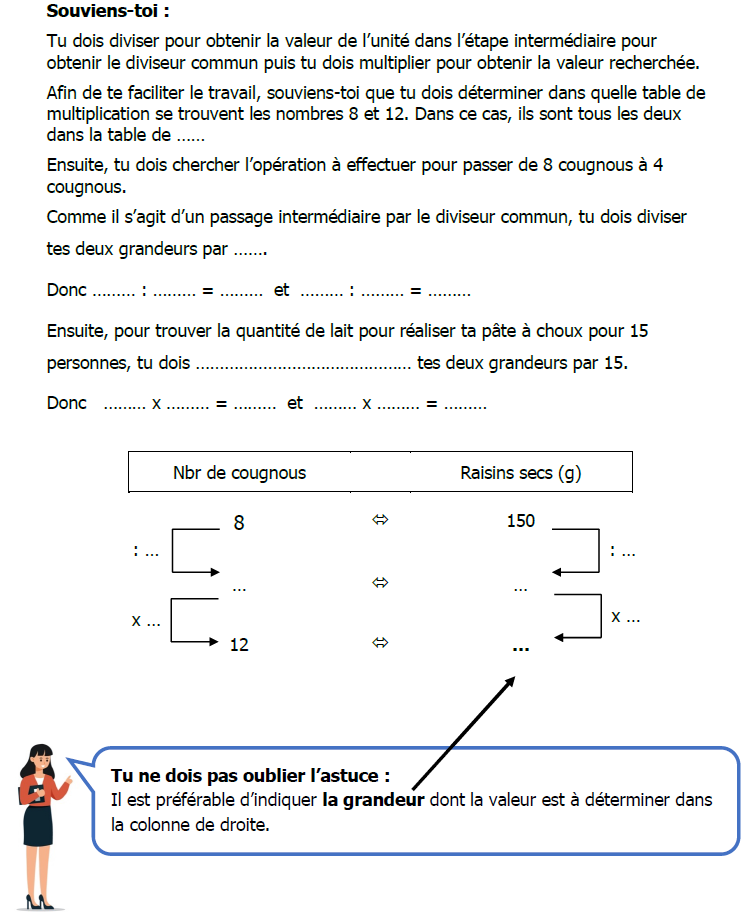 Souviens-toi :
Tu dois diviser pour obtenir la valeur de l’unité dans l’étape intermédiaire pour
obtenir le diviseur commun puis tu dois multiplier pour obtenir la valeur recherchée.
Afin de te faciliter le travail, souviens-toi que tu dois déterminer dans quelle table de
multiplication se trouvent les nombres 8 et 12. Dans ce cas, ils sont tous les deux
dans la table de ……
Ensuite, tu dois chercher l’opération à effectuer pour passer de 8 cougnous à 4
cougnous.
Comme il s’agit d’un passage intermédiaire par le diviseur commun, tu dois diviser
tes deux grandeurs par …….
Donc ……… : ……… = ……… et ……… : ……… = ………
Ensuite, pour trouver la quantité de lait pour réaliser ta pâte à choux pour 15
personnes, tu dois ……………………………………… tes deux grandeurs par 15.
Donc ……… x ……… = ……… et ……… x ……… = ………
Nbr de cougnous Raisins secs (g)
8 ⇔ 150
: … : …
… ⇔ …
x … x …
12 ⇔ …
Tu ne dois pas oublier l’astuce :
Il est préférable d’indiquer la grandeur dont la valeur est à déterminer dans
la colonne de droite.